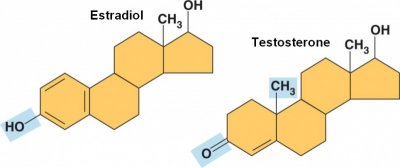 Estradiol
OH
CH₃
HO
Testosterone
OH
CH₃
CH₃
O